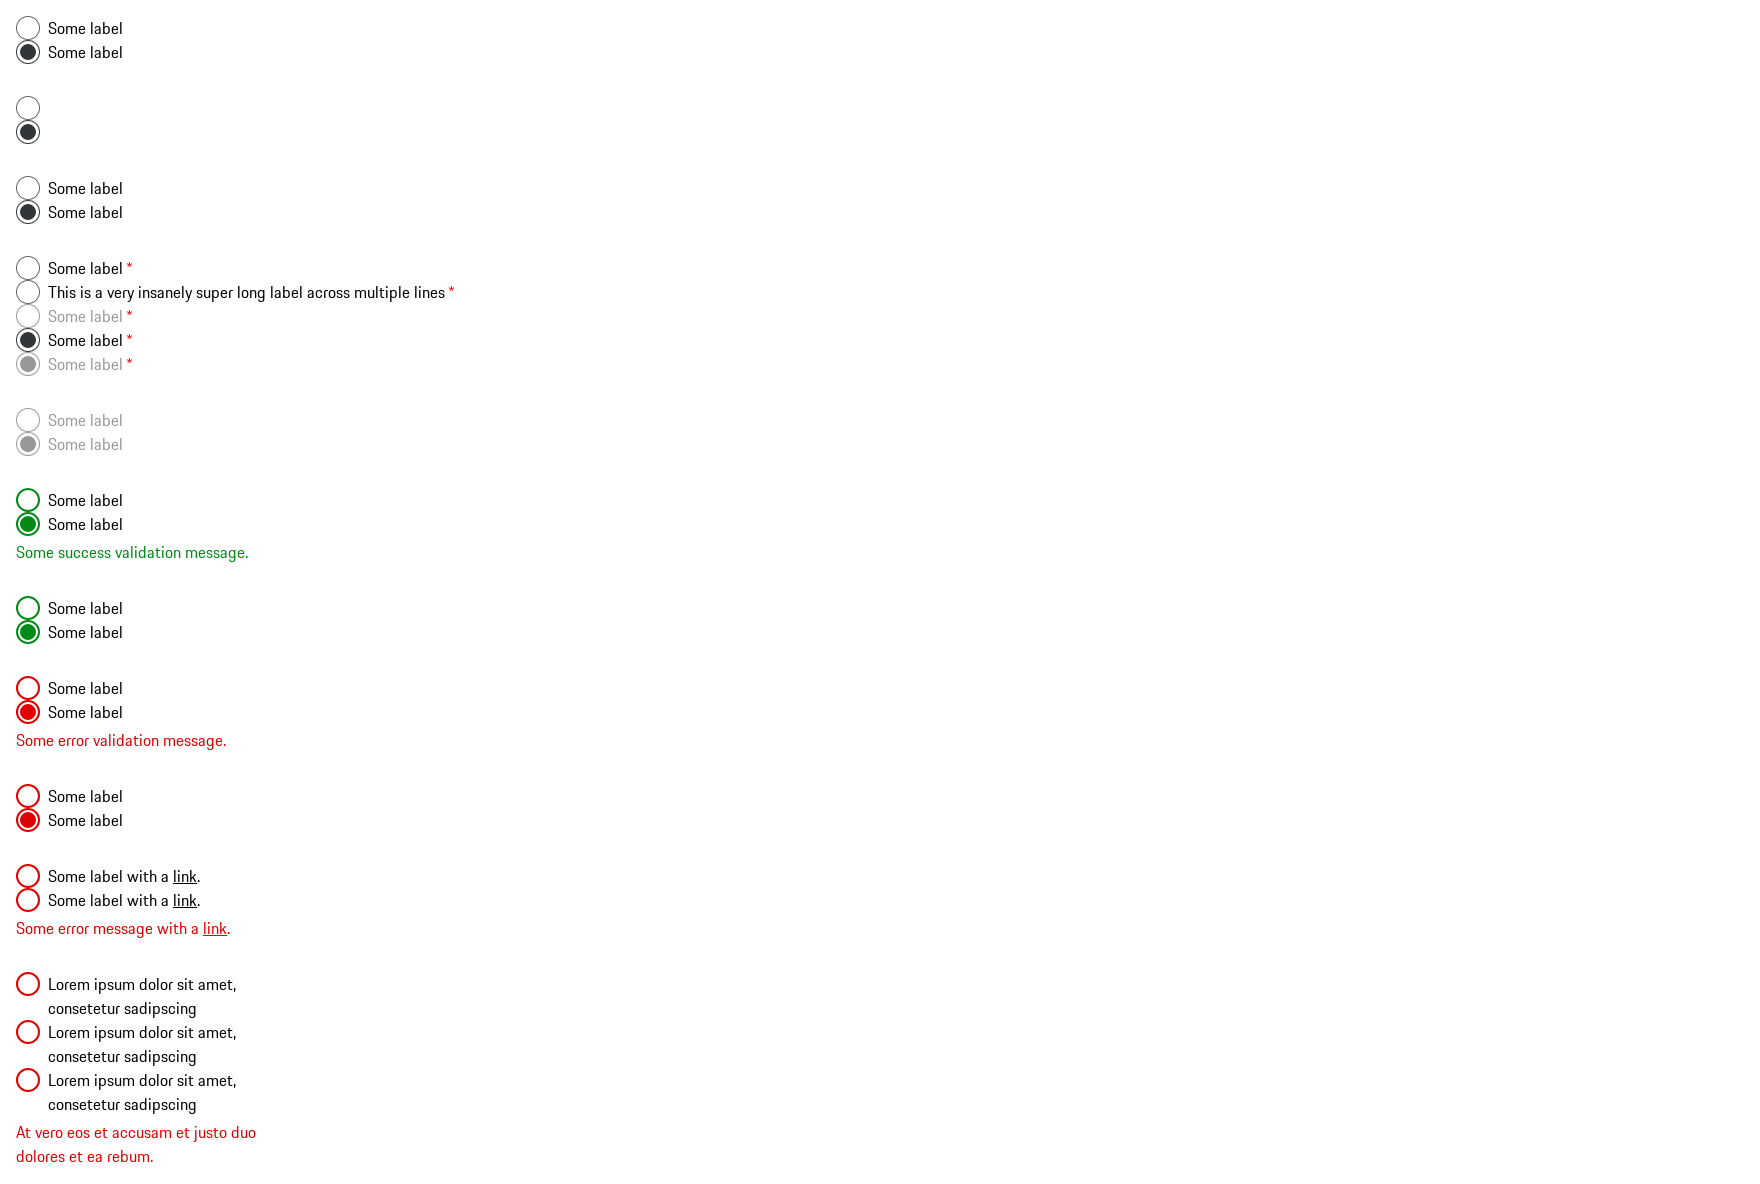 Some label
Some label
Some label
Some label
Some label *
This is a very insanely super long label across multiple lines *
Some label *
Some label *
Some label *
Some label
Some label
Some label
Some label
Some success validation message.
Some label
Some label
Some label
Some label
Some error validation message.
Some label
Some label
Some label with a link.
Some label with a link.
Some error message with a link.
Lorem ipsum dolor sit amet,
consetetur sadipscing
Lorem ipsum dolor sit amet,
consetetur sadipscing
Lorem ipsum dolor sit amet,
consetetur sadipscing
At vero eos et accusam et justo duo
dolores et ea rebum.